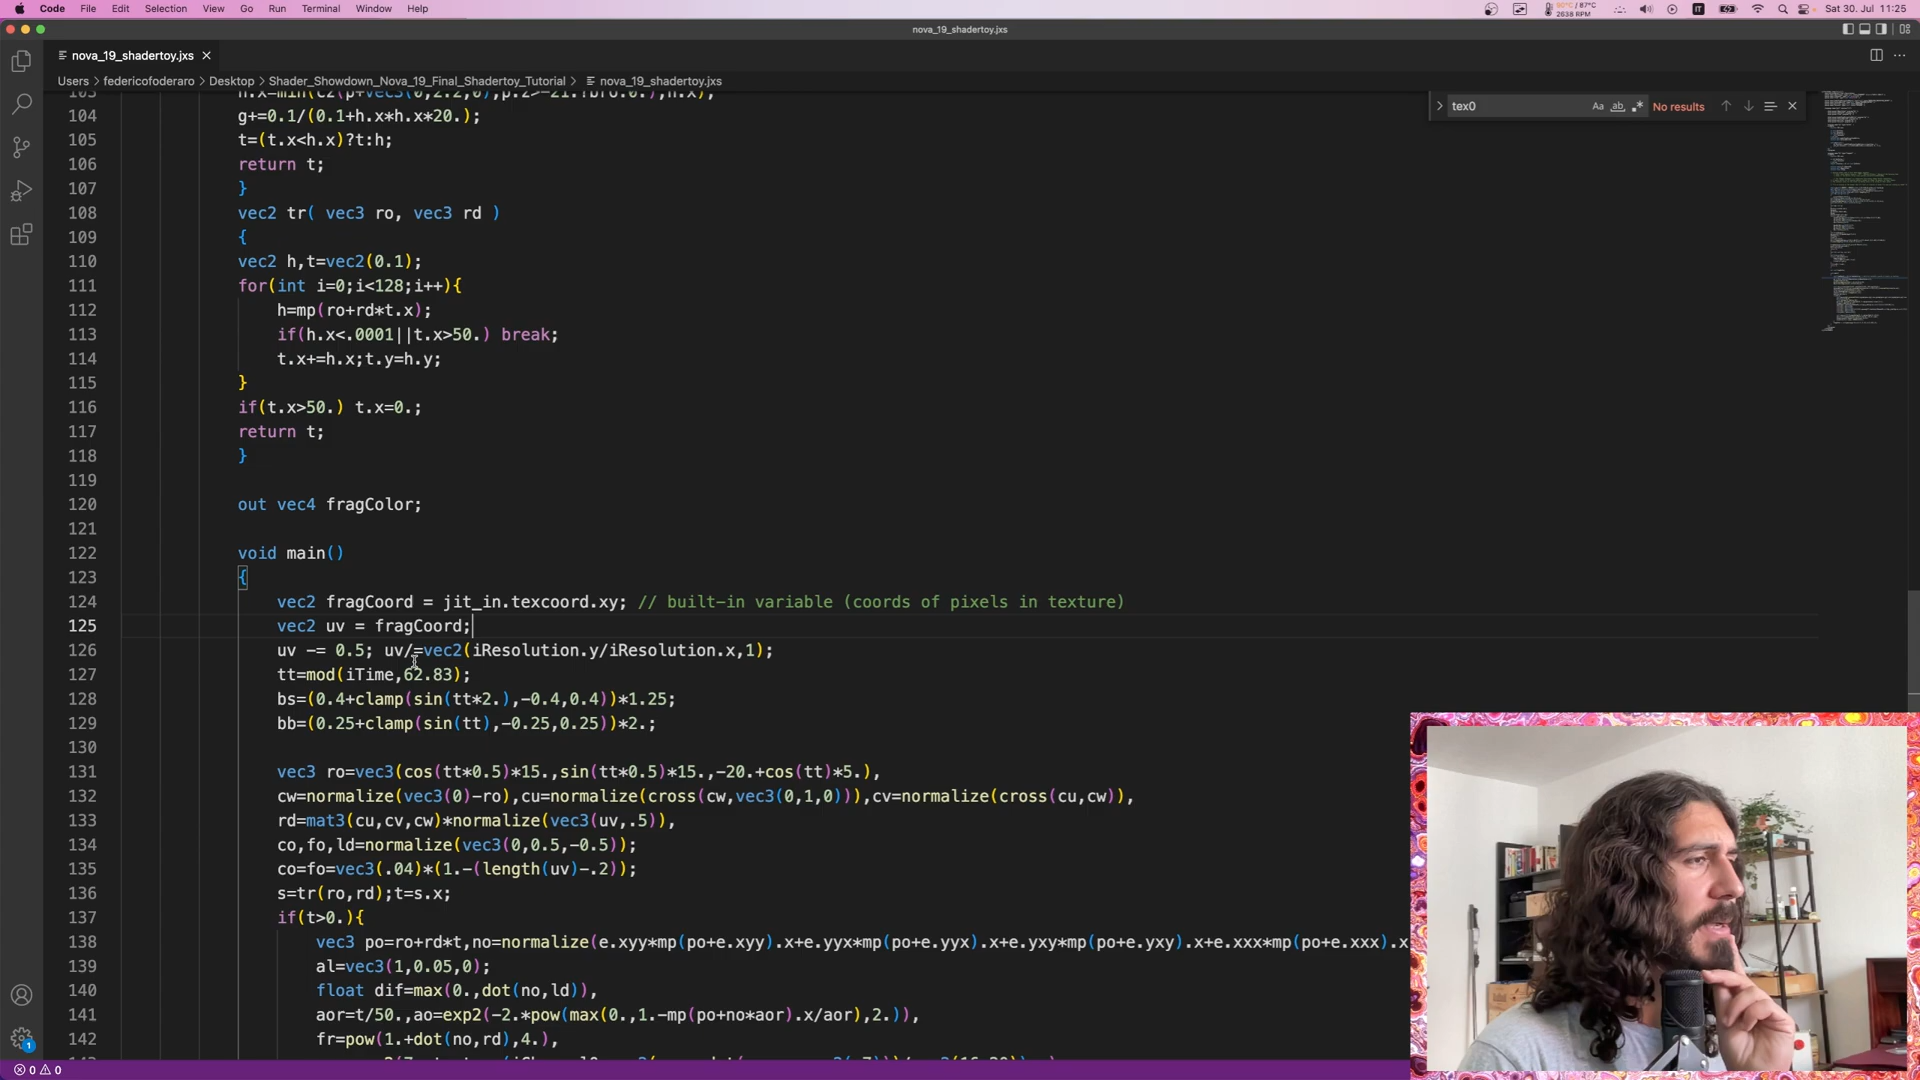 Code File Edit Selection View Go Run Terminal Window Help
90°C / 87°C
2638 RPM
IT
Sat 30. Jul 11:25
nova_19_shadertoy.jxs
nova_19_shadertoy.jxs
Users > federicofoderaro > Desktop > Shader_Showdown_Nova_19_Final_Shadertoy_Tutorial > nova_19_shadertoy.jxs
tex0
Aa ab .* No results
104 g+=0.1/(0.1+h.x*h.x*20.);
105 t=(t.x<h.x)?t:h;
106 return t;
107 }
108 vec2 tr( vec3 ro, vec3 rd )
109 {
110 vec2 h,t=vec2(0.1);
111 for(int i=0;i<128;i++){
112 h=mp(ro+rd*t.x);
113 if(h.x<.0001||t.x>50.) break;
114 t.x+=h.x;t.y=h.y;
115 }
116 if(t.x>50.) t.x=0.;
117 return t;
118 }
119
120 out vec4 fragColor;
121
122 void main()
123 {
124 vec2 fragCoord = jit_in.texcoord.xy; // built-in variable (coords of pixels in texture)
125 vec2 uv = fragCoord;
126 uv -= 0.5; uv/=vec2(iResolution.y/iResolution.x,1);
127 tt=mod(iTime,62.83);
128 bs=(0.4+clamp(sin(tt*2.),-0.4,0.4))*1.25;
129 bb=(0.25+clamp(sin(tt),-0.25,0.25))*2.;
130
131 vec3 ro=vec3(cos(tt*0.5)*15.,sin(tt*0.5)*15.,-20.+cos(tt)*5.),
132 cw=normalize(vec3(0)-ro),cu=normalize(cross(cw,vec3(0,1,0))),cv=normalize(cross(cu,cw)),
133 rd=mat3(cu,cv,cw)*normalize(vec3(uv,.5)),
134 co,fo,ld=normalize(vec3(0,0.5,-0.5));
135 co=fo=vec3(.04)*(1.-(length(uv)-.2));
136 s=tr(ro,rd);t=s.x;
137 if(t>0.){
138 vec3 po=ro+rd*t,no=normalize(e.xyy*mp(po+e.xyy).x+e.yyx*mp(po+e.yyx).x+e.yxy*mp(po+e.yxy).x+e.xxx*mp(po+e.xxx).x
139 al=vec3(1,0.05,0);
140 float dif=max(0.,dot(no,ld)),
141 aor=t/50.,ao=exp2(-2.*pow(max(0.,1.-mp(po+no*aor).x/aor),2.)),
142 fr=pow(1.+dot(no,rd),4.),
0 0
1